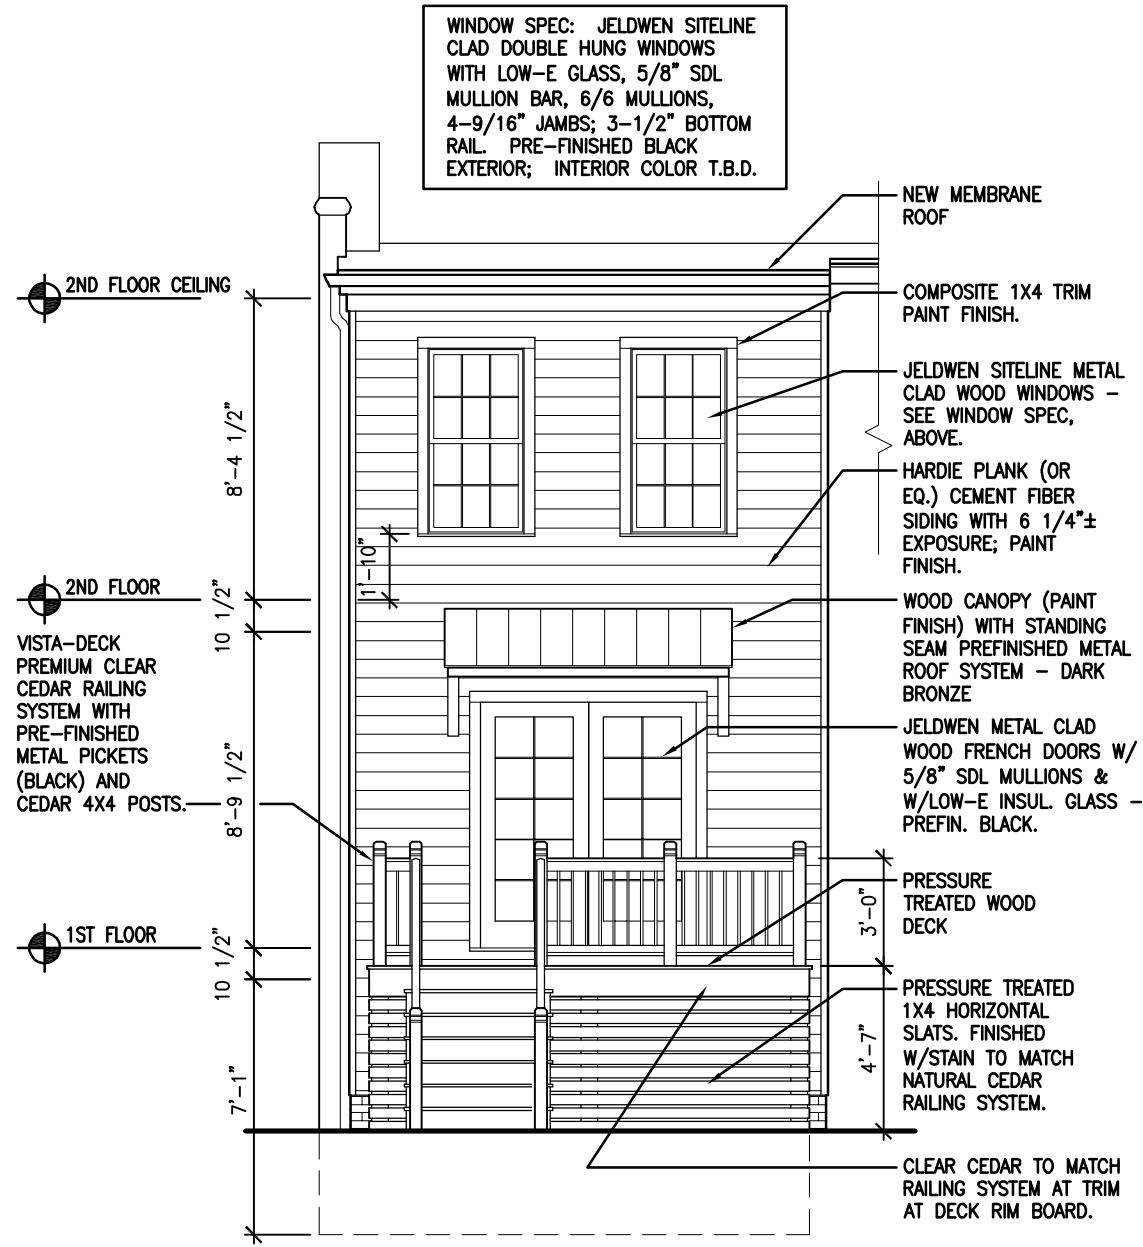 WINDOW SPEC: JELDWEN SITELINE
CLAD DOUBLE HUNG WINDOWS
WITH LOW-E GLASS, 5/8" SDL
MULLION BAR, 6/6 MULLIONS,
4-9/16" JAMBS; 3-1/2" BOTTOM
RAIL. PRE-FINISHED BLACK
EXTERIOR; INTERIOR COLOR T.B.D.
NEW MEMBRANE
ROOF
2ND FLOOR CEILING
COMPOSITE 1X4 TRIM
PAINT FINISH.
JELDWEN SITELINE METAL
CLAD WOOD WINDOWS -
SEE WINDOW SPEC,
ABOVE.
8'-4 1/2"
HARDIE PLANK (OR
EQ.) CEMENT FIBER
SIDING WITH 6 1/4"±
EXPOSURE; PAINT
FINISH.
1'-10"
2ND FLOOR
10 1/2"
WOOD CANOPY (PAINT
FINISH) WITH STANDING
SEAM PREFINISHED METAL
ROOF SYSTEM - DARK
BRONZE
VISTA-DECK
PREMIUM CLEAR
CEDAR RAILING
SYSTEM WITH
PRE-FINISHED
METAL PICKETS
(BLACK) AND
CEDAR 4X4 POSTS.
8'-9 1/2"
JELDWEN METAL CLAD
WOOD FRENCH DOORS W/
5/8" SDL MULLIONS &
W/LOW-E INSUL. GLASS -
PREFIN. BLACK.
PRESSURE
TREATED WOOD
DECK
3'-0"
1ST FLOOR
10 1/2"
PRESSURE TREATED
1X4 HORIZONTAL
SLATS. FINISHED
W/STAIN TO MATCH
NATURAL CEDAR
RAILING SYSTEM.
4'-7"
7'-1"
CLEAR CEDAR TO MATCH
RAILING SYSTEM AT TRIM
AT DECK RIM BOARD.